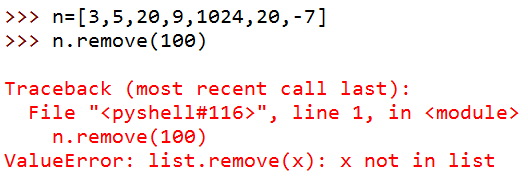 >>> n=[3,5,20,9,1024,20,-7]
>>> n.remove(100)
Traceback (most recent call last):
  File "<pyshell#116>", line 1, in <module>
    n.remove(100)
ValueError: list.remove(x): x not in list